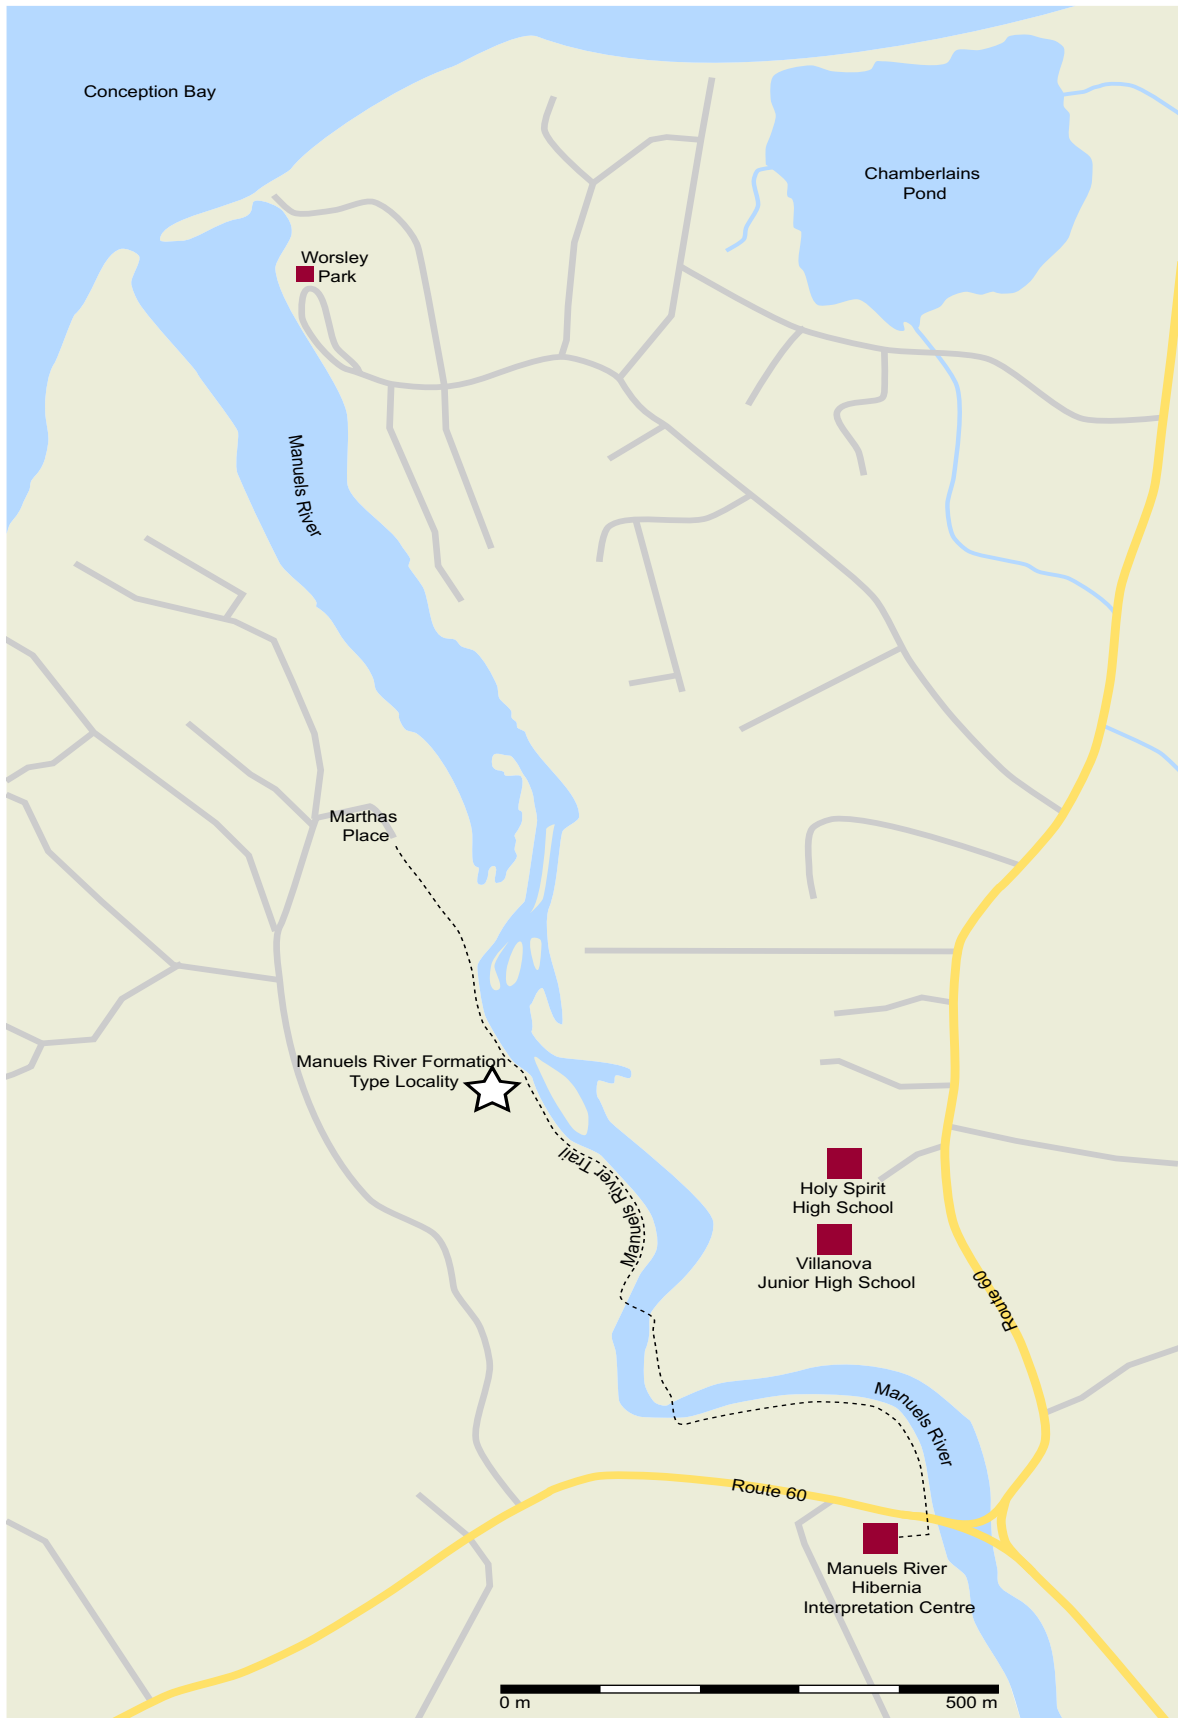 Conception Bay
Chamberlains
Pond
Worsley
Park
Manuels River
Marthas
Place
Manuels River Formation
Type Locality
Manuels River Trail
Holy Spirit
High School
Villanova
Junior High School
Route 60
Manuels River
Route 60
Manuels River
Hibernia
Interpretation Centre
0 m
500 m